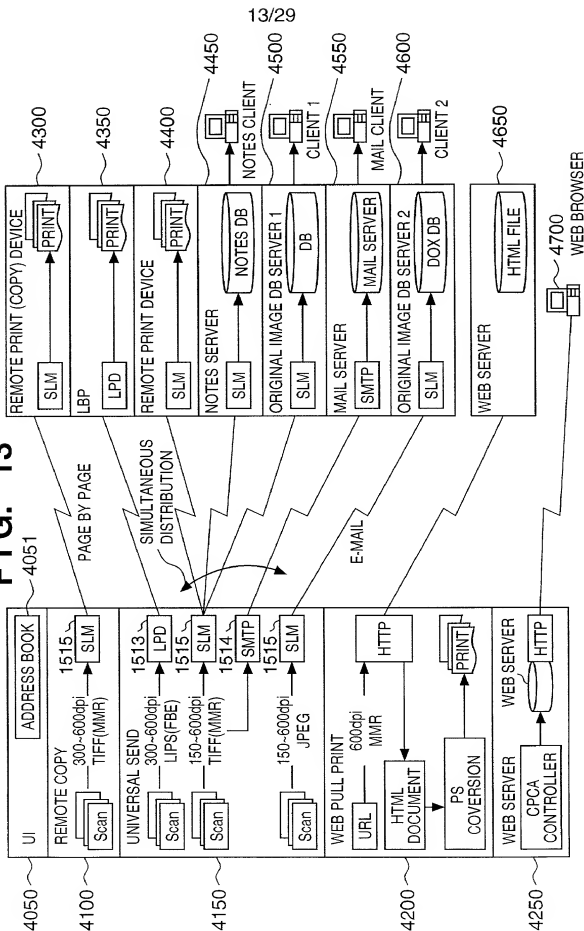 13/29
FIG. 13
4050
UI
ADDRESS BOOK
4051
4100
REMOTE COPY
Scan
300~600dpi
TIFF(MMR)
1515
SLM
4150
UNIVERSAL SEND
Scan
300~600dpi
LIPS(FBE)
1513
LPD
Scan
150~600dpi
TIFF(MMR)
1515
SLM
1514
SMTP
Scan
150~600dpi
JPEG
1515
SLM
4200
WEB PULL PRINT
URL
600dpi
MMR
HTTP
HTML
DOCUMENT
PS
COVERSION
PRINT
4250
WEB SERVER
CPCA
CONTROLLER
WEB SERVER
HTTP
PAGE BY PAGE
SIMULTANEOUS
DISTRIBUTION
E-MAIL
REMOTE PRINT (COPY) DEVICE
SLM
PRINT
4300
LBP
LPD
PRINT
4350
REMOTE PRINT DEVICE
SLM
PRINT
4400
NOTES SERVER
SLM
NOTES DB
4450
NOTES CLIENT
ORIGINAL IMAGE DB SERVER 1
SLM
DB
4500
CLIENT 1
MAIL SERVER
SMTP
MAIL SERVER
4550
MAIL CLIENT
ORIGINAL IMAGE DB SERVER 2
SLM
DOX DB
4600
CLIENT 2
WEB SERVER
HTML FILE
4650
4700
WEB BROWSER